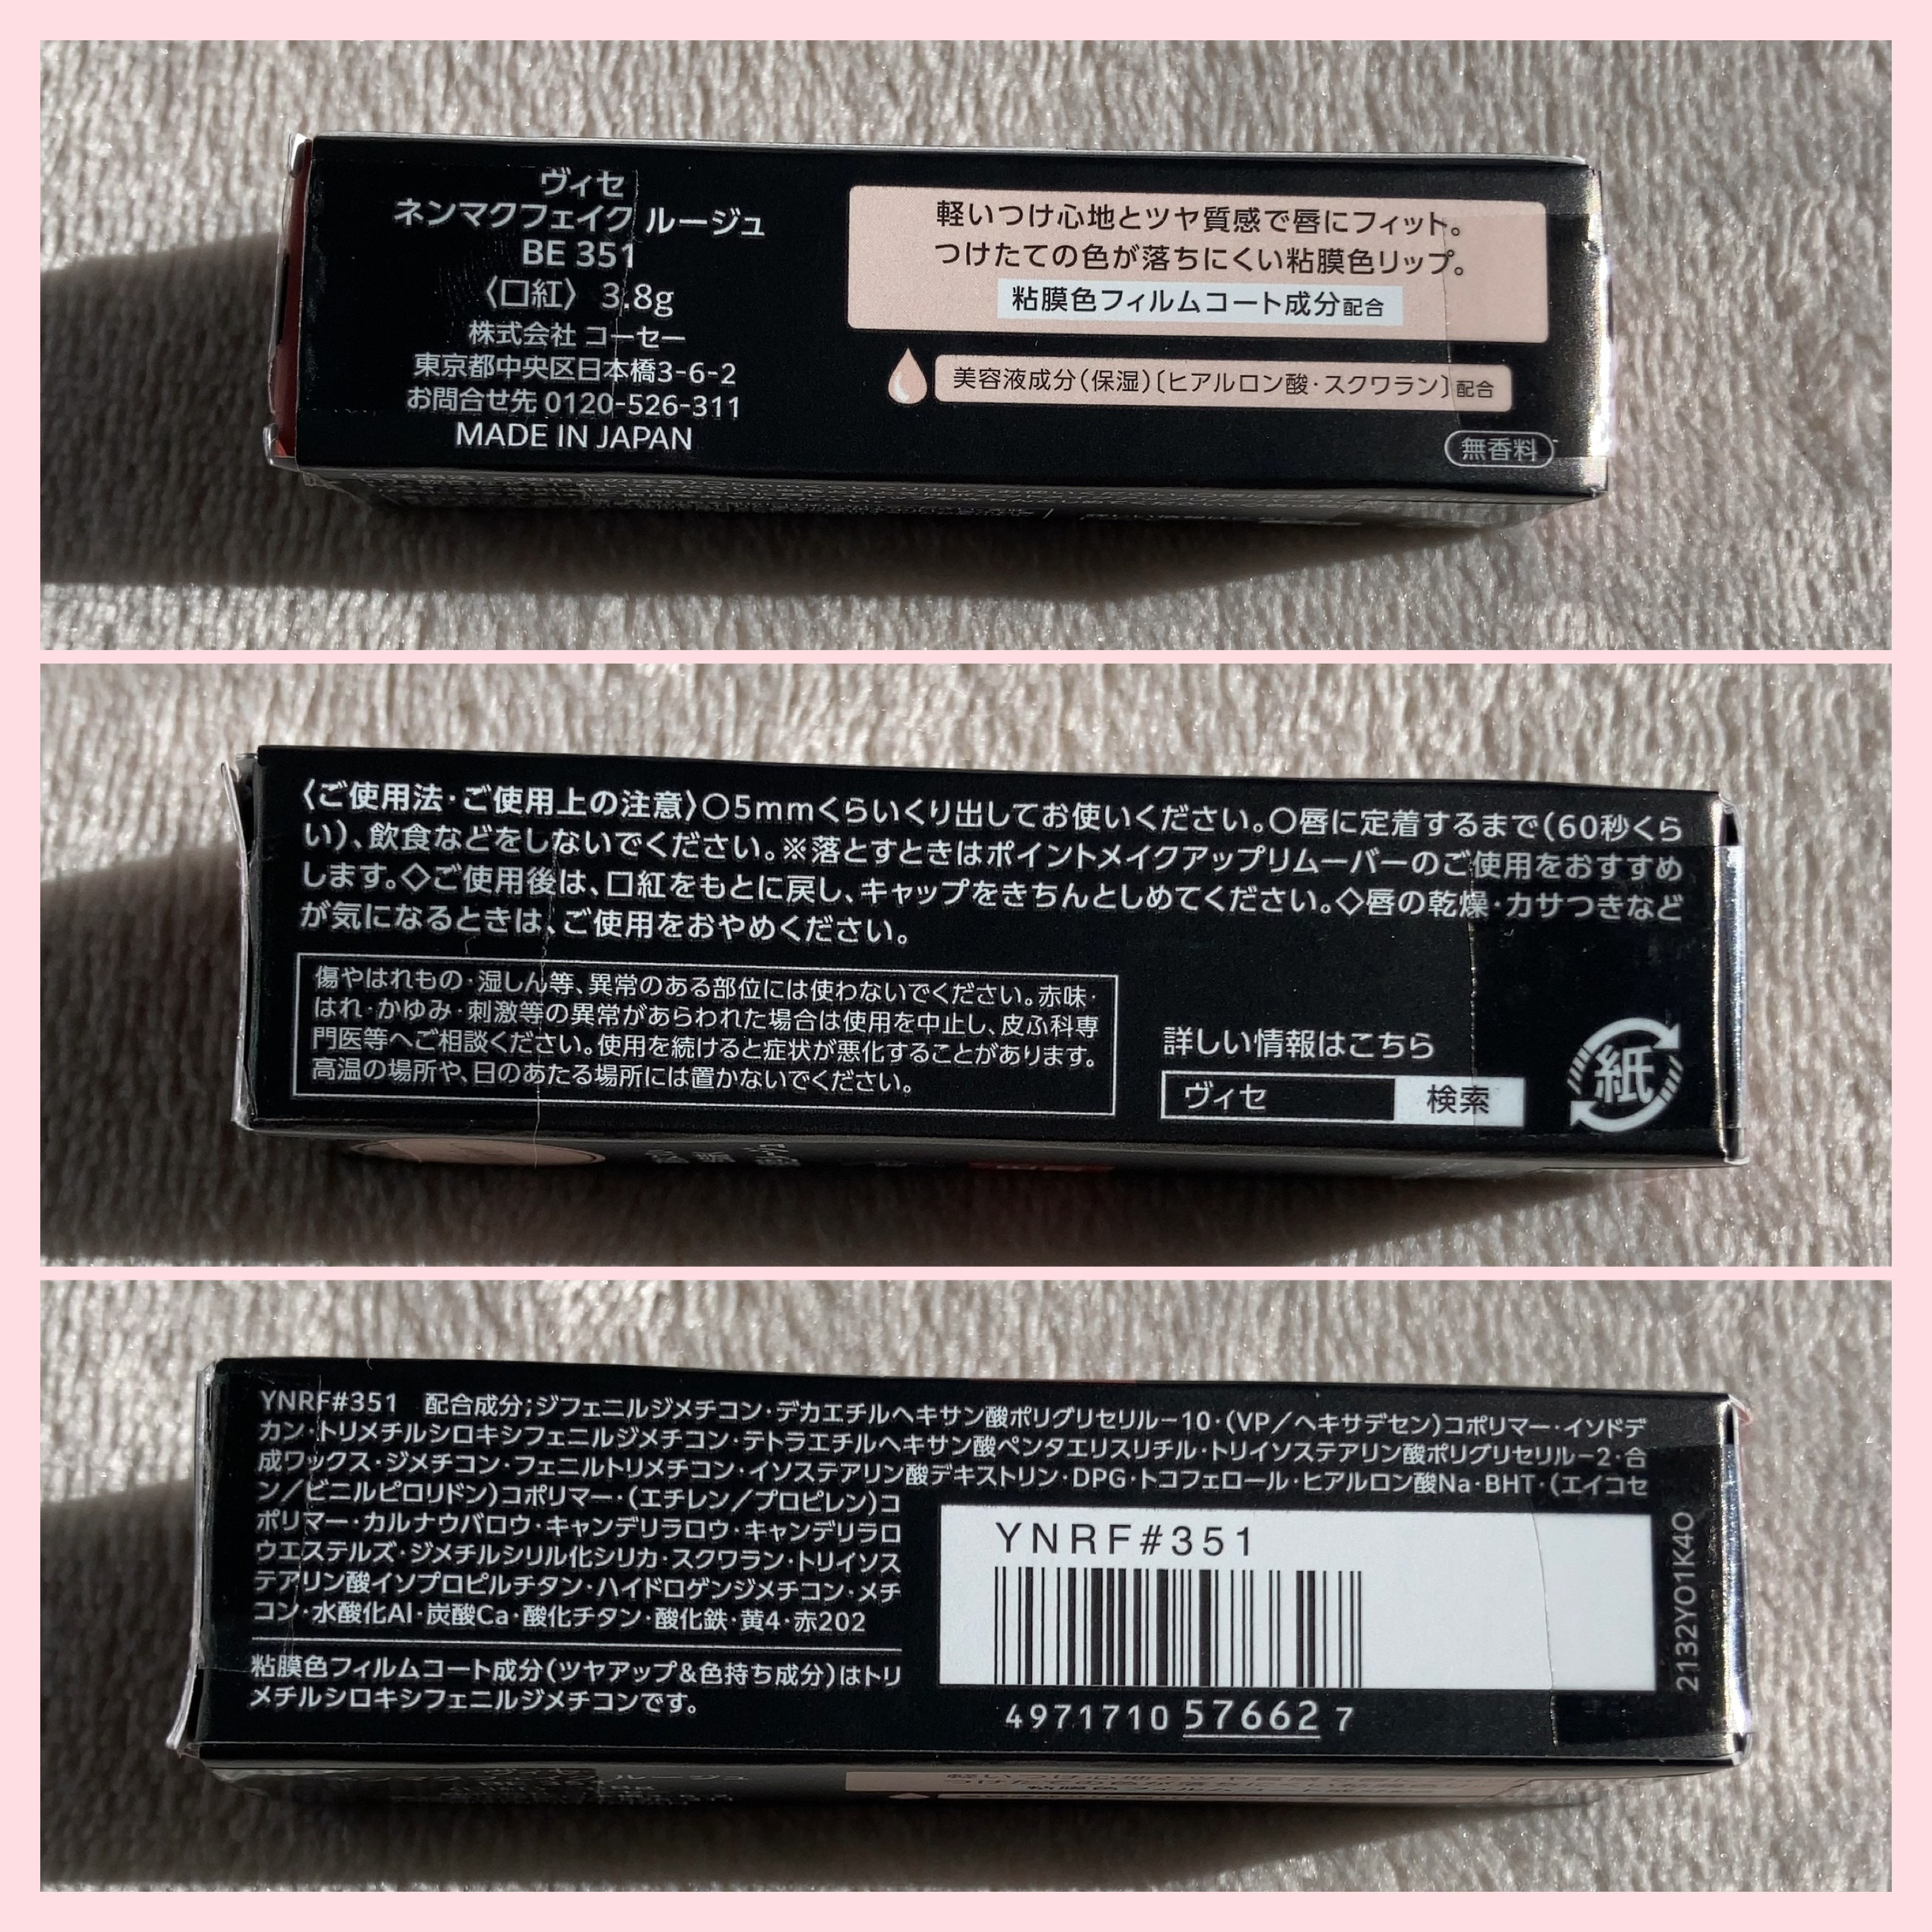 ヴィセ
ネンマクフェイク ルージュ
BE 351
〈口紅〉 3.8g
株式会社 コーセー
東京都中央区日本橋3-6-2
お問合せ先 0120-526-311
MADE IN JAPAN
軽いつけ心地とツヤ質感で唇にフィット。
つけたての色が落ちにくい粘膜色リップ。
粘膜色フィルムコート成分配合
美容液成分(保湿)〔ヒアルロン酸・スクワラン〕配合
無香料
〈ご使用法・ご使用上の注意〉○5mmくらいくり出してお使いください。○唇に定着するまで(60秒くら
い)、飲食などをしないでください。※落とすときはポイントメイクアップリムーバーのご使用をおすすめ
します。◇ご使用後は、口紅をもとに戻し、キャップをきちんとしめてください。◇唇の乾燥・カサつきなど
が気になるときは、ご使用をおやめください。
傷やはれもの・湿しん等、異常のある部位には使わないでください。赤味・
はれ・かゆみ・刺激等の異常があらわれた場合は使用を中止し、皮ふ科専
門医等へご相談ください。使用を続けると症状が悪化することがあります。
高温の場所や、日のあたる場所には置かないでください。
詳しい情報はこちら
ヴィセ 検索
紙
YNRF#351 配合成分;ジフェニルジメチコン・デカエチルヘキサン酸ポリグリセリル-10・(VP/ヘキサデセン)コポリマー・イソドデ
カン・トリメチルシロキシフェニルジメチコン・テトラエチルヘキサン酸ペンタエリスリチル・トリイソステアリン酸ポリグリセリル-2・合
成ワックス・ジメチコン・フェニルトリメチコン・イソステアリン酸デキストリン・DPG・トコフェロール・ヒアルロン酸Na・BHT・(エイコセ
ン/ビニルピロリドン)コポリマー・(エチレン/プロピレン)コ
ポリマー・カルナウバロウ・キャンデリラロウ・キャンデリラロ
ウエステルズ・ジメチルシリル化シリカ・スクワラン・トリイソス
テアリン酸イソプロピルチタン・ハイドロゲンジメチコン・メチ
コン・水酸化Al・炭酸Ca・酸化チタン・酸化鉄・黄4・赤202
粘膜色フィルムコート成分(ツヤアップ&色持ち成分)はトリ
メチルシロキシフェニルジメチコンです。
YNRF#351
4971710 57662 7
2132YO1K4O